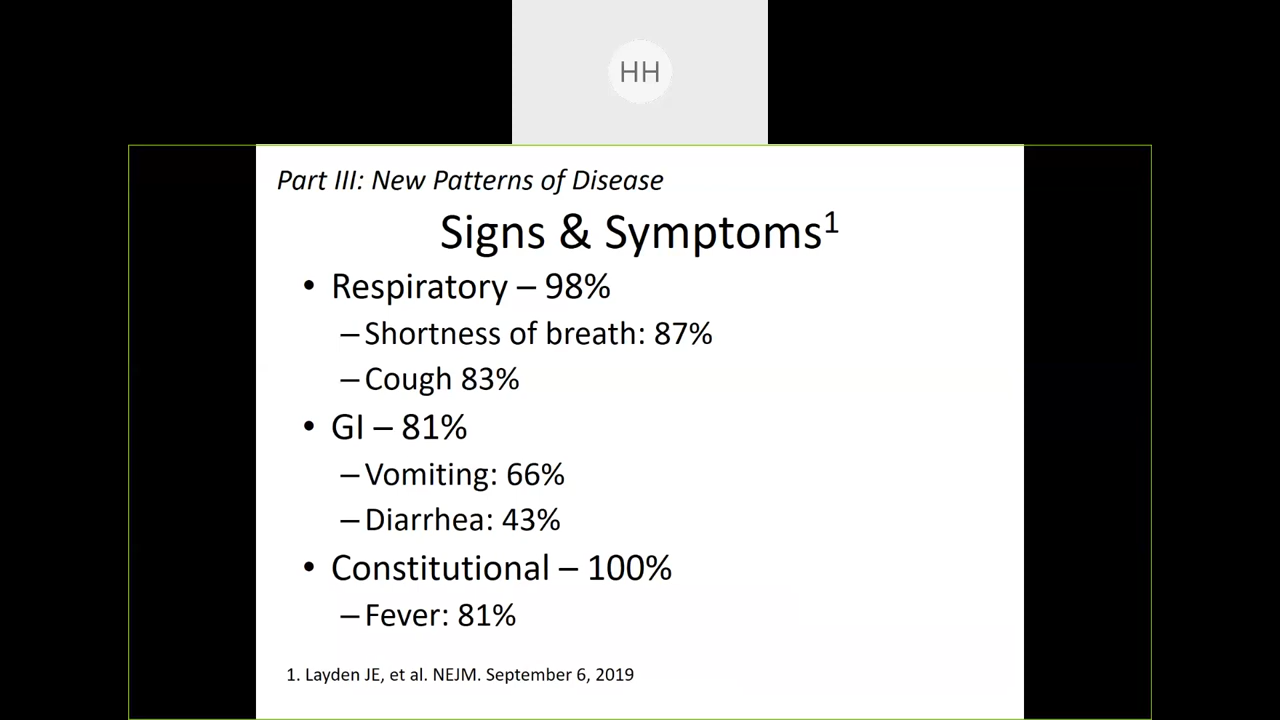 HH
Part III: New Patterns of Disease
Signs & Symptoms¹
• Respiratory – 98%
– Shortness of breath: 87%
– Cough 83%
• GI – 81%
– Vomiting: 66%
– Diarrhea: 43%
• Constitutional – 100%
– Fever: 81%
1. Layden JE, et al. NEJM. September 6, 2019